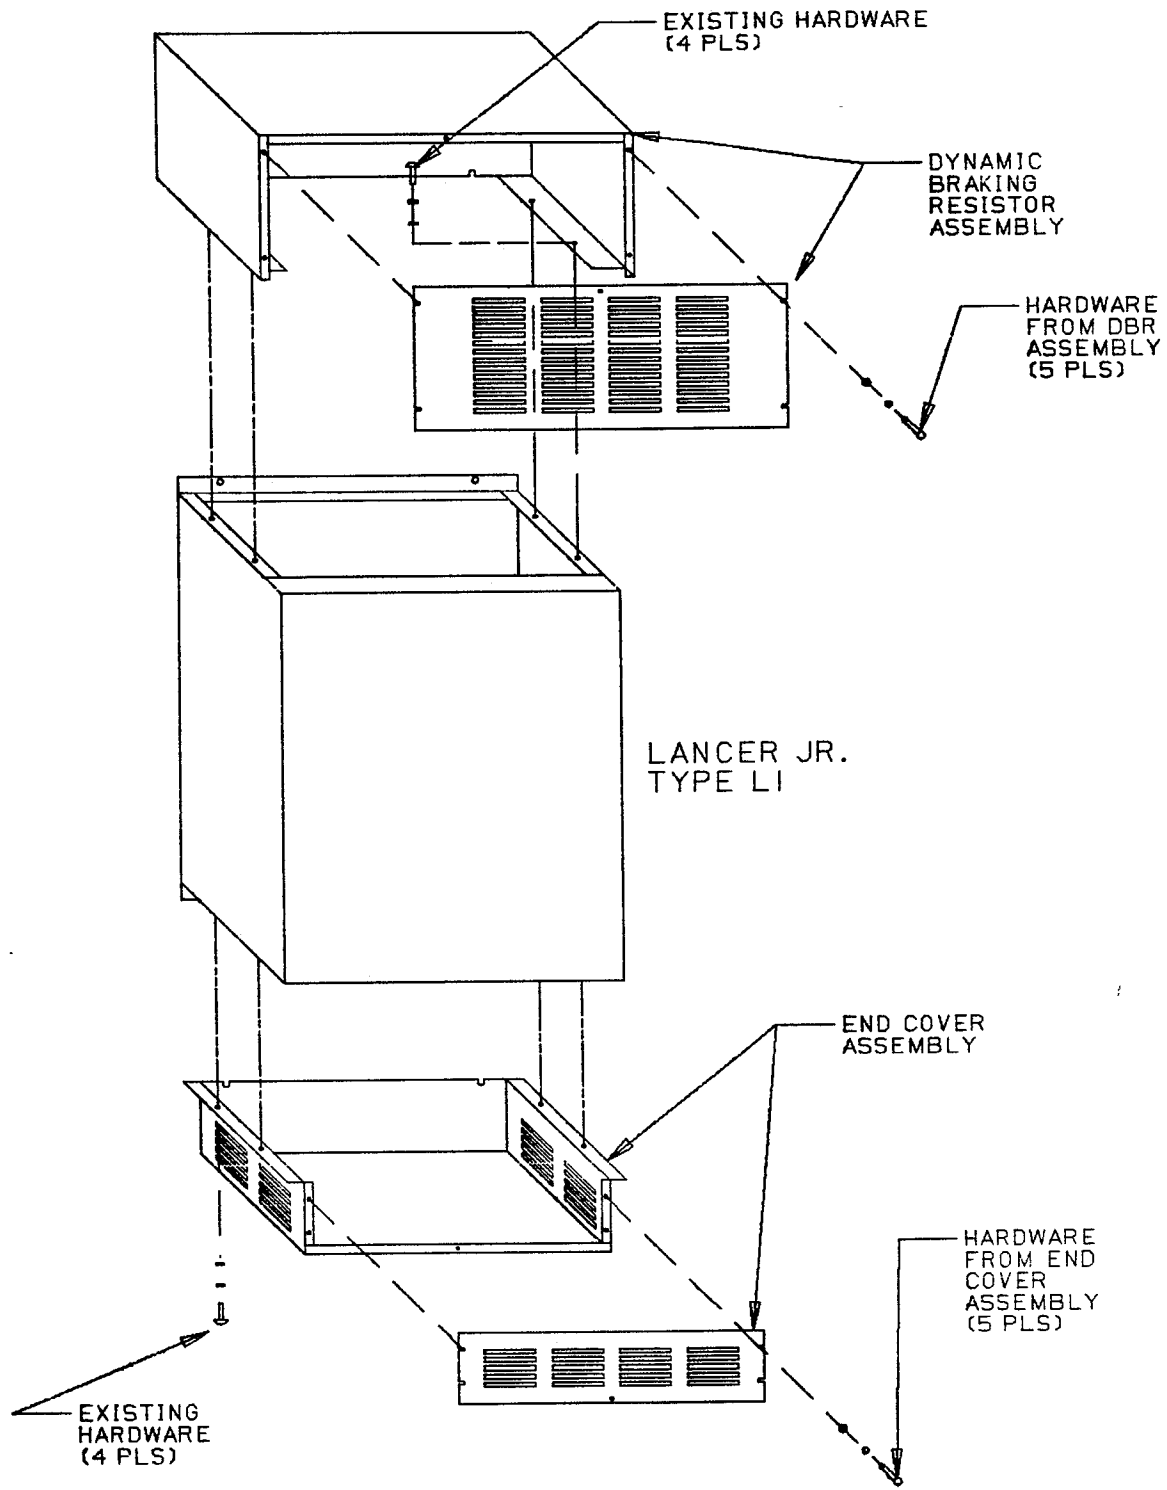 EXISTING HARDWARE
(4 PLS)
DYNAMIC
BRAKING
RESISTOR
ASSEMBLY
HARDWARE
FROM DBR
ASSEMBLY
(5 PLS)
LANCER JR.
TYPE L1
END COVER
ASSEMBLY
HARDWARE
FROM END
COVER
ASSEMBLY
(5 PLS)
EXISTING
HARDWARE
(4 PLS)